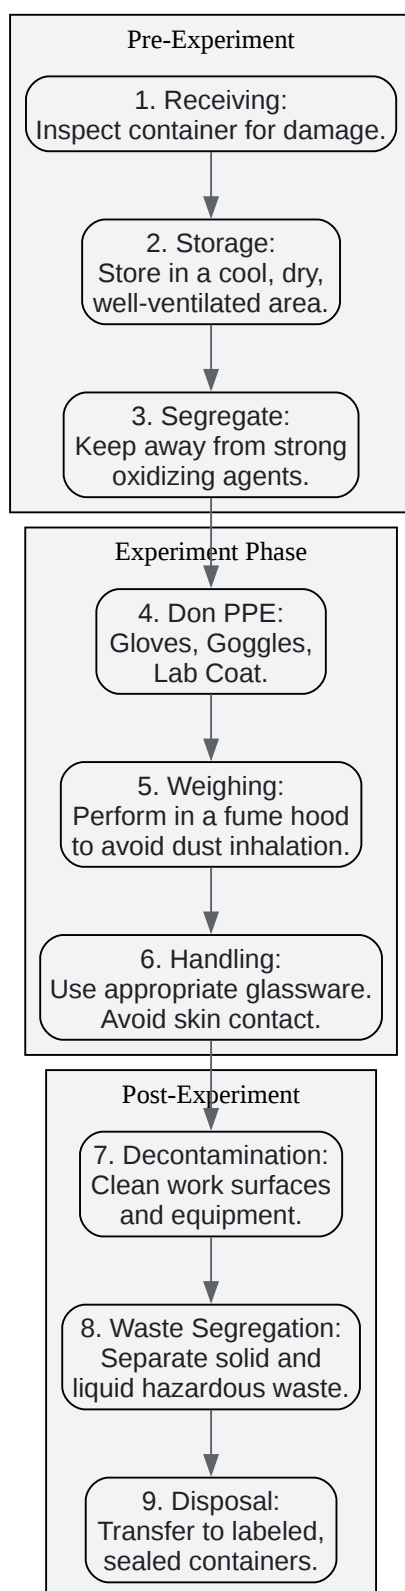 Pre-Experiment
1. Receiving:
Inspect container for damage.
2. Storage:
Store in a cool, dry,
well-ventilated area.
3. Segregate:
Keep away from strong
oxidizing agents.
Experiment Phase
4. Don PPE:
Gloves, Goggles,
Lab Coat.
5. Weighing:
Perform in a fume hood
to avoid dust inhalation.
6. Handling:
Use appropriate glassware.
Avoid skin contact.
Post-Experiment
7. Decontamination:
Clean work surfaces
and equipment.
8. Waste Segregation:
Separate solid and
liquid hazardous waste.
9. Disposal:
Transfer to labeled,
sealed containers.